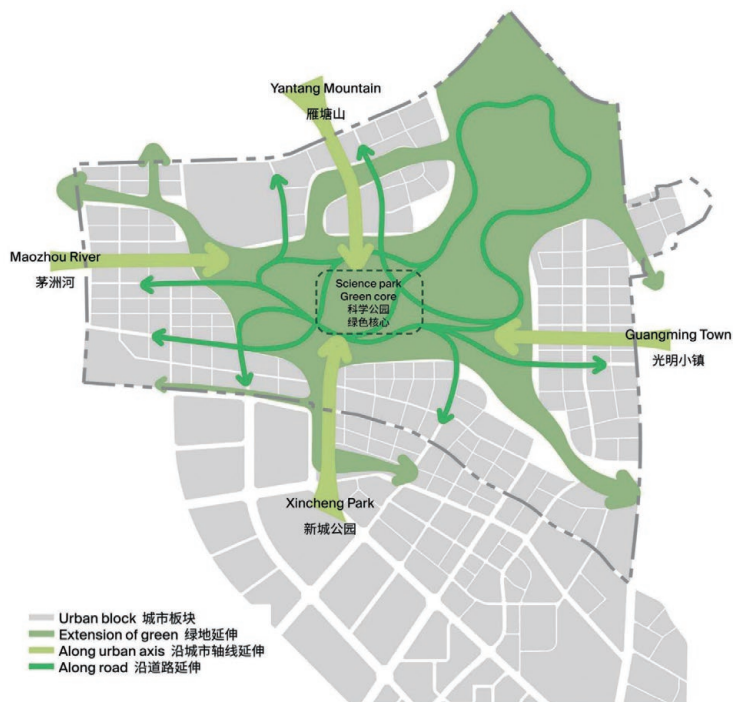 Yantang Mountain
雁塘山
Maozhou River
茅洲河
Science park
Green core
科学公园
绿色核心
Guangming Town
光明小镇
Xincheng Park
新城公园
Urban block 城市板块
Extension of green 绿地延伸
Along urban axis 沿城市轴线延伸
Along road 沿道路延伸